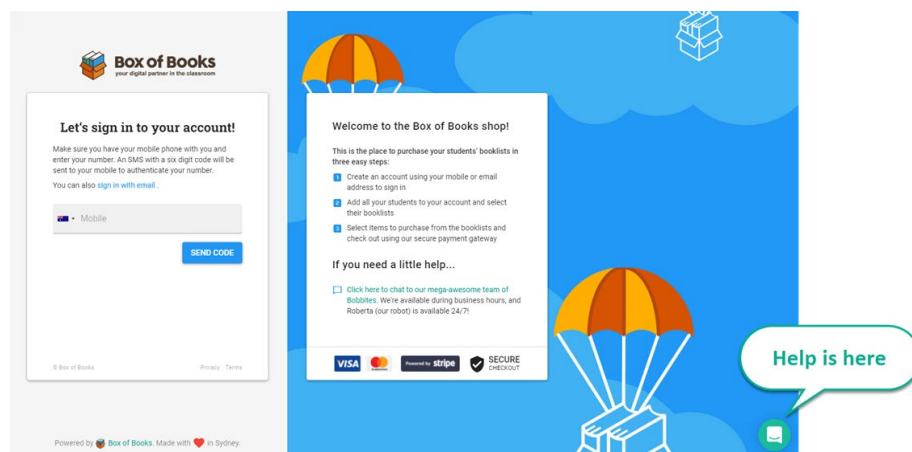 Box of Books
your digital partner in the classroom
Let's sign in to your account!
Make sure you have your mobile phone with you and
enter your number. An SMS with a six digit code will be
sent to your mobile to authenticate your number.
You can also sign in with email .
Mobile
SEND CODE
© Box of Books
Privacy Terms
Powered by Box of Books. Made with in Sydney.
Welcome to the Box of Books shop!
This is the place to purchase your students' booklists in
three easy steps:
1 Create an account using your mobile or email
address to sign in
2 Add all your students to your account and select
their booklists
3 Select items to purchase from the booklists and
check out using our secure payment gateway
If you need a little help...
Click here to chat to our mega-awesome team of
Bobbites. We're available during business hours, and
Roberta (our robot) is available 24/7!
VISA
Powered by stripe
SECURE
CHECKOUT
Help is here